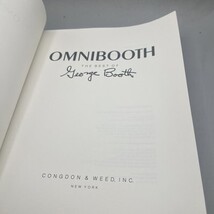 OMNIBOOTH
THE BEST OF
George Booth
CONGDON & WEED, INC.
NEW YORK